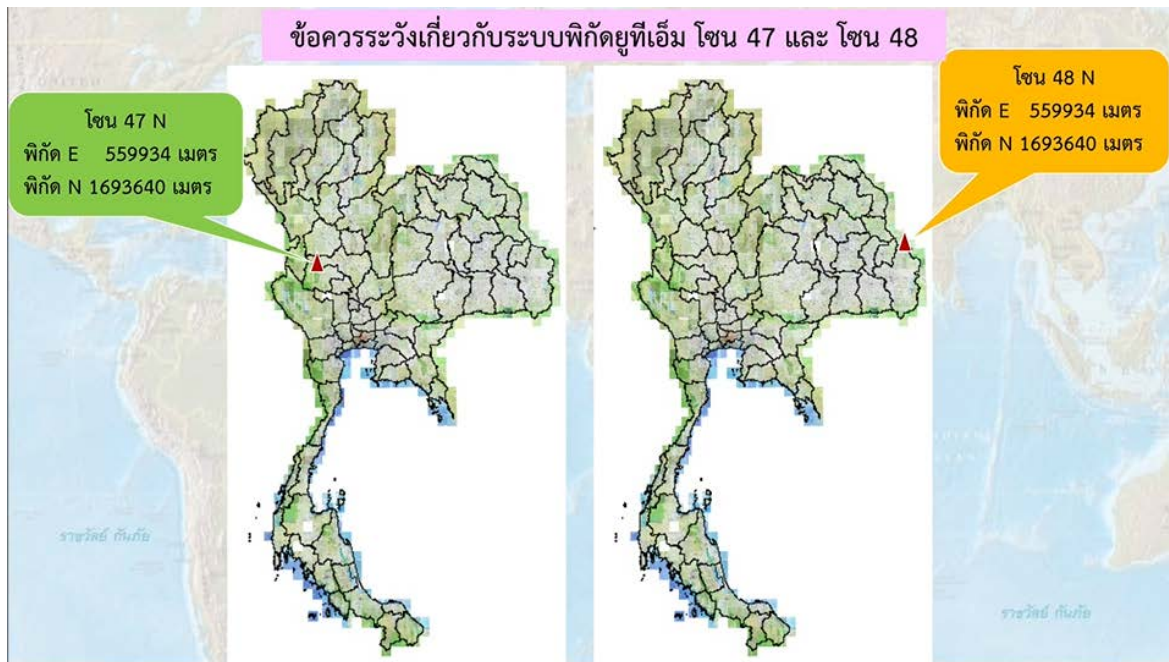 ข้อควรระวังเกี่ยวกับระบบพิกัดยูทีเอ็ม โซน 47 และ โซน 48
โซน 47 N
พิกัด E 559934 เมตร
พิกัด N 1693640 เมตร
โซน 48 N
พิกัด E 559934 เมตร
พิกัด N 1693640 เมตร
ราชวัลย์ กันภัย
ราชวัลย์ กันภัย